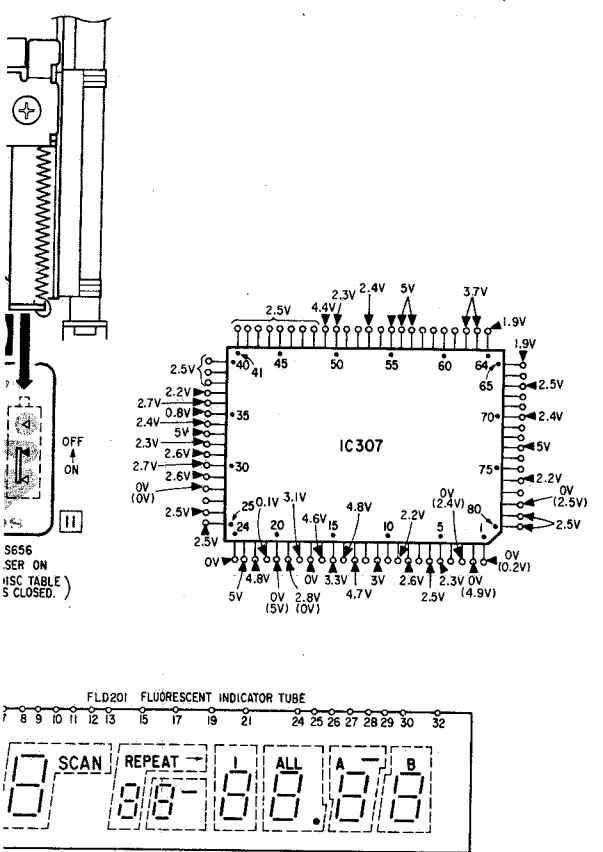 2.5V
4.4V
2.3V
2.4V
5V
3.7V
1.9V
1.9V
40
41
45
50
55
60
64
65
2.5V
2.2V
2.7V
0.8V
2.4V
5V
2.3V
2.6V
2.7V
2.6V
0V
(0V)
2.5V
2.5V
35
30
25
24
IC307
70
75
80
1
2.5V
2.4V
5V
2.2V
0V
(2.5V)
2.5V
0.1V
3.1V
4.6V
4.8V
2.2V
0V
(2.4V)
20
15
10
5
0V
5V
4.8V
0V
(5V)
2.8V
(0V)
0V
3.3V
4.7V
3V
2.6V
2.5V
2.3V
0V
(4.9V)
0V
(0.2V)
OFF
ON
11
S656
SER ON
ISC TABLE
S CLOSED. )
FLD201 FLUORESCENT INDICATOR TUBE
7 8 9 10 11 12 13 15 17 19 21 24 25 26 27 28 29 30 32
SCAN REPEAT → 1 ALL A - B